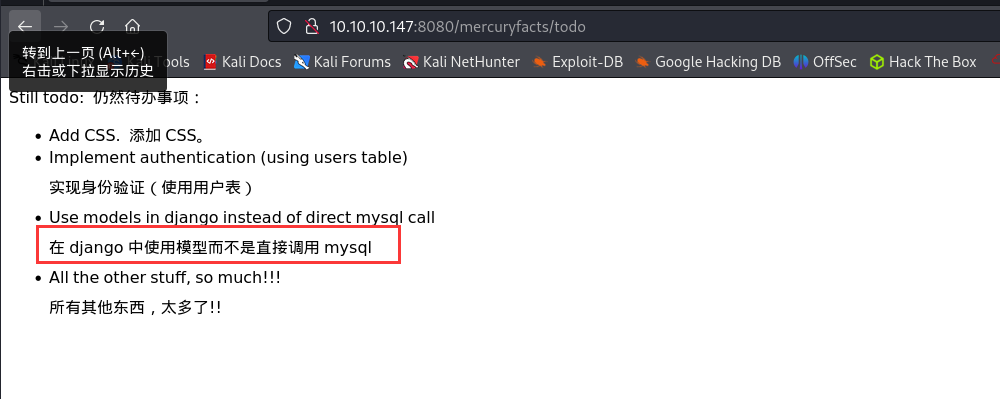 10.10.10.147:8080/mercuryfacts/todo
转到上一页 (Alt+←)
右击或下拉显示历史
Tools
Kali Docs
Kali Forums
Kali NetHunter
Exploit-DB
Google Hacking DB
OffSec
Hack The Box
Still todo: 仍然待办事项：
• Add CSS. 添加 CSS。
• Implement authentication (using users table)
实现身份验证（使用用户表）
• Use models in django instead of direct mysql call
在 django 中使用模型而不是直接调用 mysql
• All the other stuff, so much!!!
所有其他东西，太多了!!